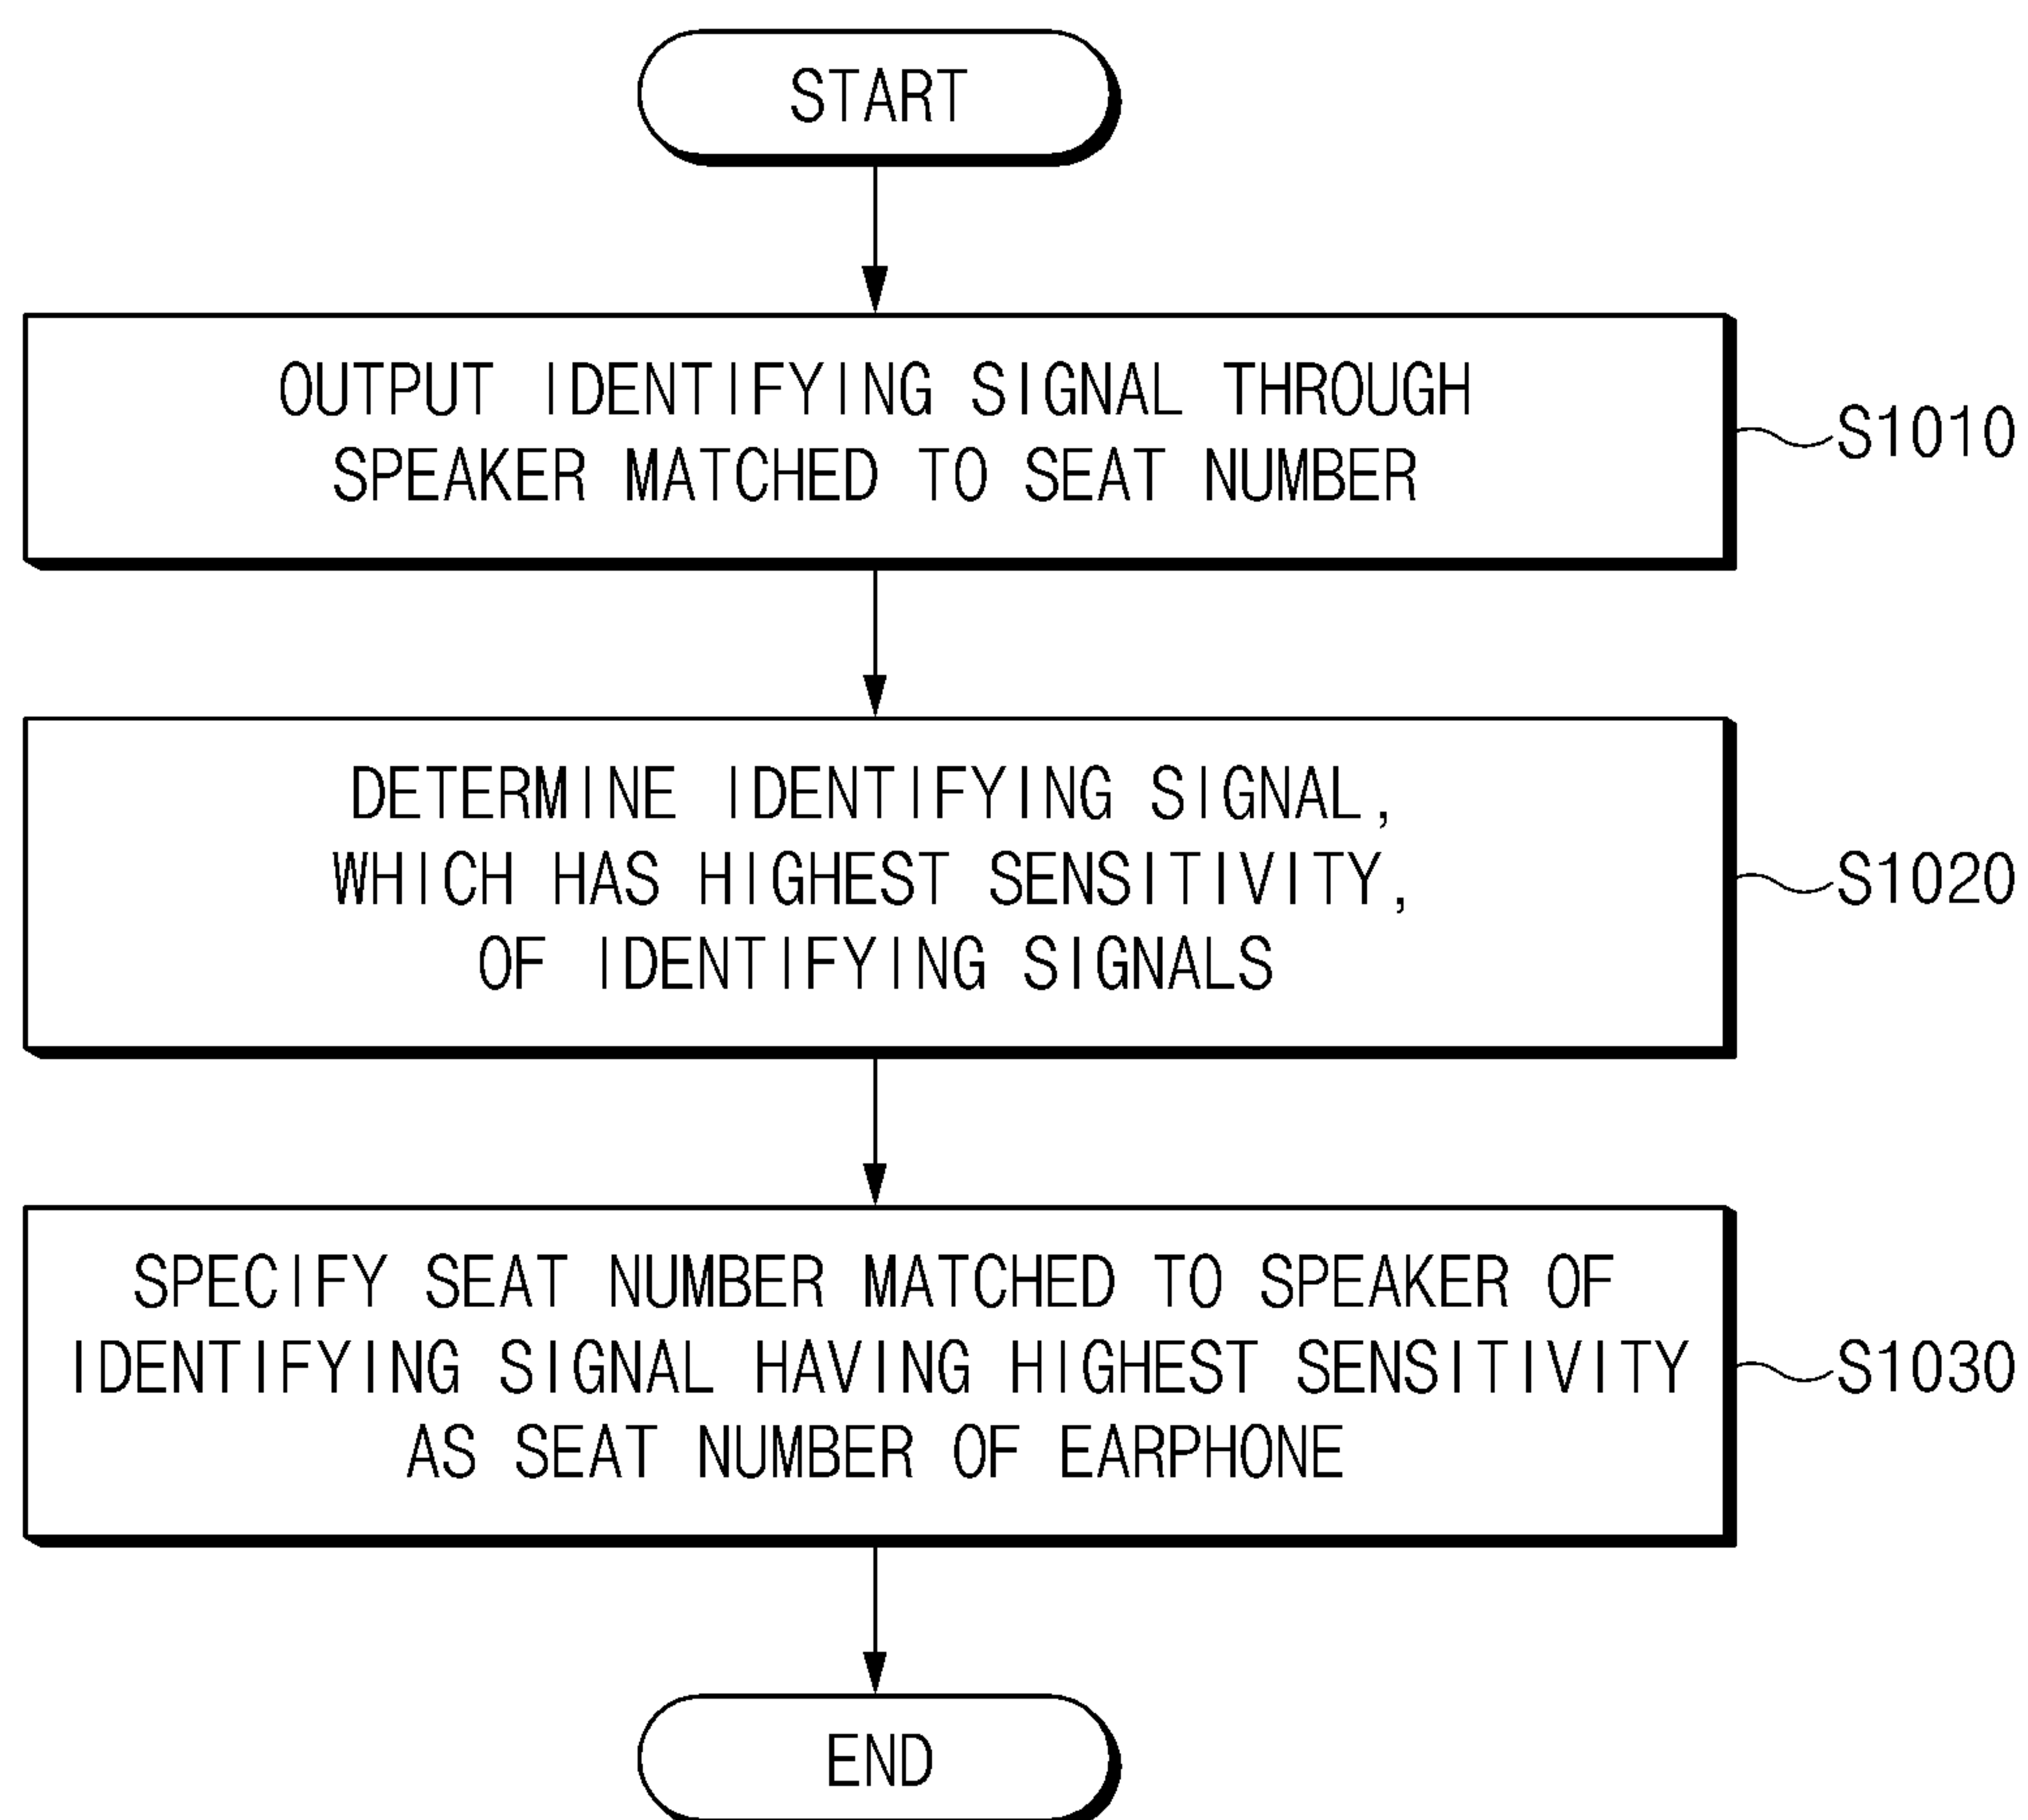 START
OUTPUT IDENTIFYING SIGNAL THROUGH
SPEAKER MATCHED TO SEAT NUMBER
S1010
DETERMINE IDENTIFYING SIGNAL,
WHICH HAS HIGHEST SENSITIVITY,
OF IDENTIFYING SIGNALS
S1020
SPECIFY SEAT NUMBER MATCHED TO SPEAKER OF
IDENTIFYING SIGNAL HAVING HIGHEST SENSITIVITY
AS SEAT NUMBER OF EARPHONE
S1030
END